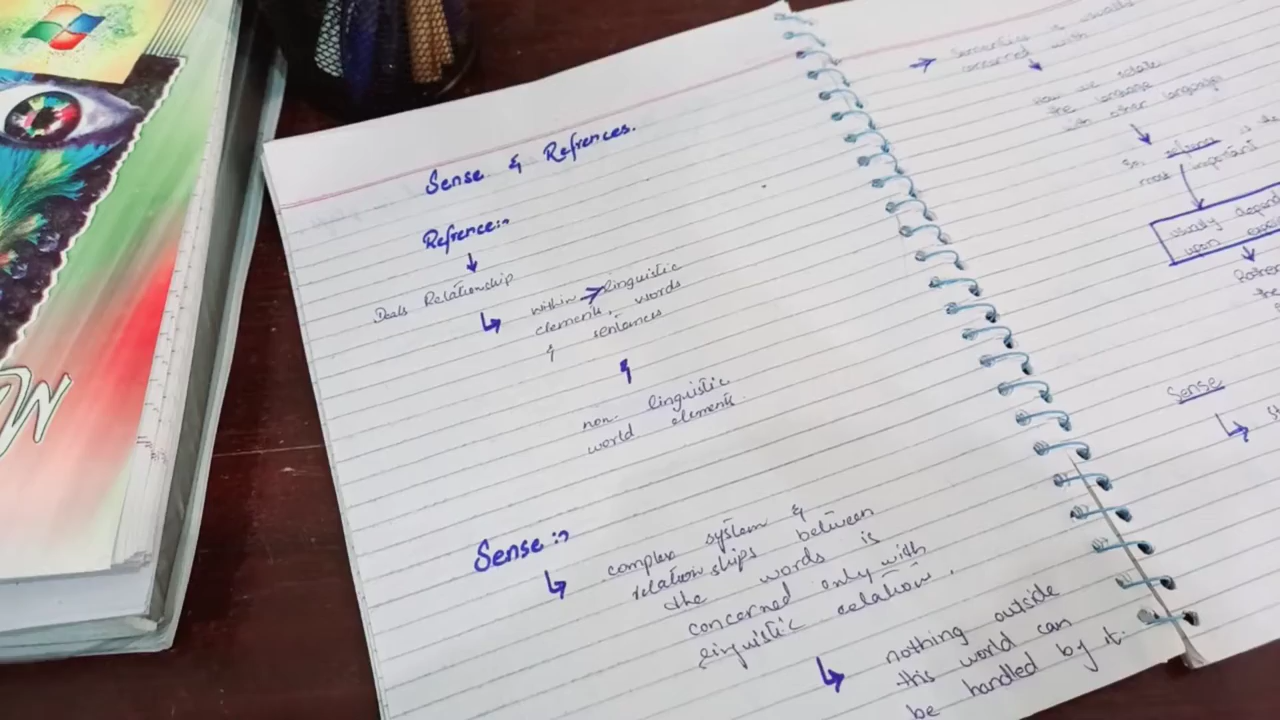 Sense & Refrences.
Refrence:-
Deals Relationship
within → linguistic
elements, words
& sentences
&
non-linguistic
world elements.
Sense :-
complex system &
relationships between
the words is
concerned only with
linguistic relation.
nothing outside
this world can
be handled by it.
Semantics is usually
concerned with
How we relate
the language
with other language
So, refrence is the
most important
usually depend
upon
the
Sense